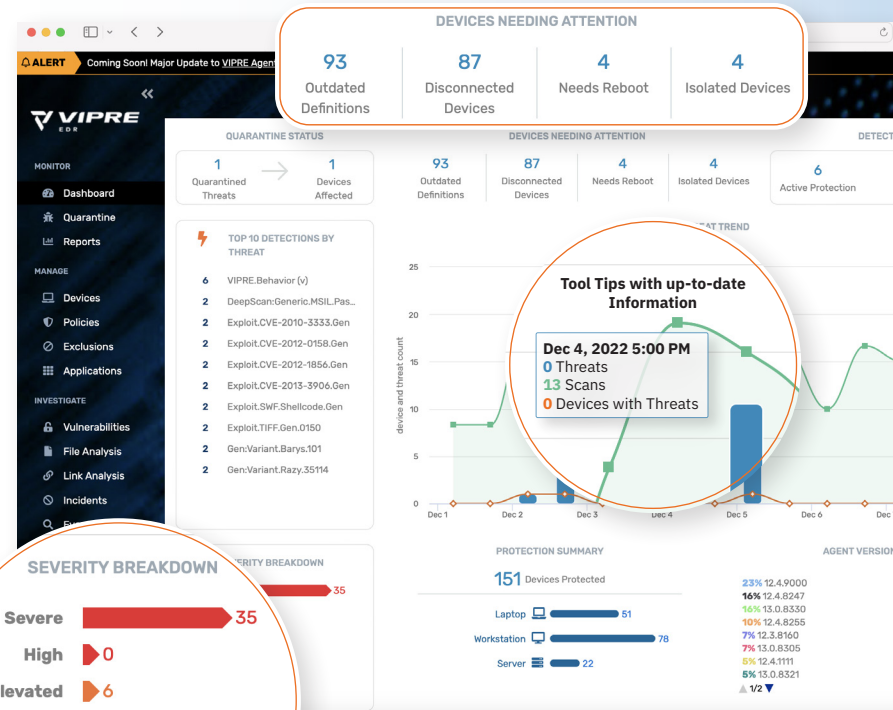 DEVICES NEEDING ATTENTION
93
Outdated
Definitions
87
Disconnected
Devices
4
Needs Reboot
4
Isolated Devices
ALERT
Coming Soon! Major Update to VIPRE Agen
VIPRE
EDR
MONITOR
Dashboard
Quarantine
Reports
MANAGE
Devices
Policies
Exclusions
Applications
INVESTIGATE
Vulnerabilities
File Analysis
Link Analysis
Incidents
QUARANTINE STATUS
1
Quarantined
Threats
1
Devices
Affected
DEVICES NEEDING ATTENTION
93
Outdated
Definitions
87
Disconnected
Devices
4
Needs Reboot
4
Isolated Devices
DETECT
6
Active Protection
TOP 10 DETECTIONS BY
THREAT
6 VIPRE.Behavior (v)
2 DeepScan:Generic.MSIL.Pas...
2 Exploit.CVE-2010-3333.Gen
2 Exploit.CVE-2012-0158.Gen
2 Exploit.CVE-2012-1856.Gen
2 Exploit.CVE-2013-3906.Gen
2 Exploit.SWF.Shellcode.Gen
2 Exploit.TIFF.Gen.0150
2 Gen:Variant.Barys.101
2 Gen:Variant.Razy.35114
AT TREND
device and threat count
25
20
15
10
5
0
Dec 1
Dec 2
Dec 3
Dec 4
Dec 5
Dec 6
Dec
Tool Tips with up-to-date
Information
Dec 4, 2022 5:00 PM
0 Threats
13 Scans
0 Devices with Threats
SEVERITY BREAKDOWN
Severe 35
High 0
levated 6
ERITY BREAKDOWN
35
PROTECTION SUMMARY
151 Devices Protected
Laptop 51
Workstation 78
Server 22
AGENT VERSION
23% 12.4.9000
16% 12.4.8247
16% 13.0.8330
10% 12.4.8255
7% 12.3.8160
7% 13.0.8305
5% 12.4.1111
5% 13.0.8321
1/2